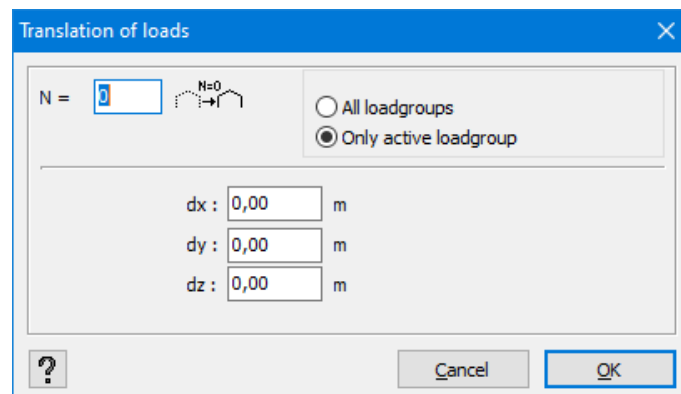 Translation of loads
N = 0 N=0
All loadgroups
Only active loadgroup
dx : 0,00 m
dy : 0,00 m
dz : 0,00 m
? Cancel OK